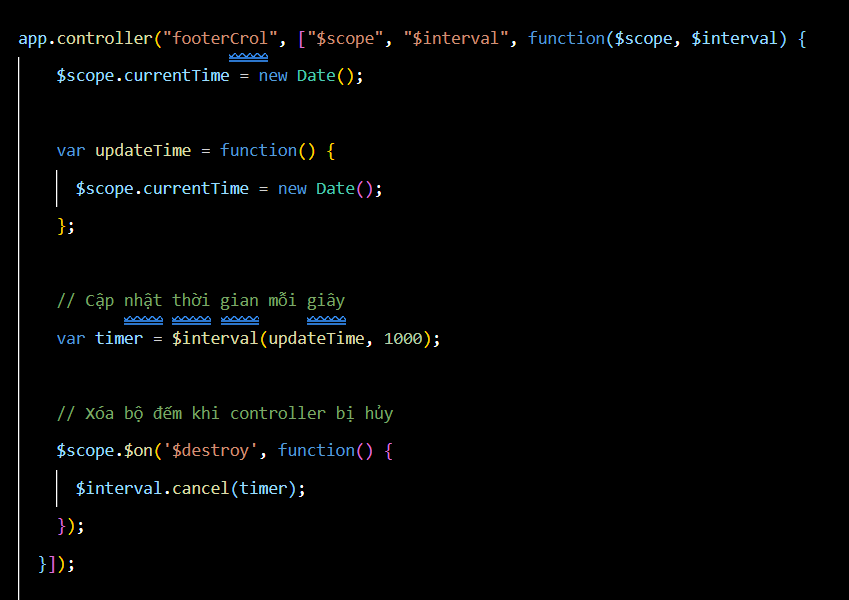 app.controller("footerCrol", ["$scope", "$interval", function($scope, $interval) {
$scope.currentTime = new Date();
var updateTime = function() {
$scope.currentTime = new Date();
};
// Cập nhật thời gian mỗi giây
var timer = $interval(updateTime, 1000);
// Xóa bộ đếm khi controller bị hủy
$scope.$on('$destroy', function() {
$interval.cancel(timer);
});
}]);